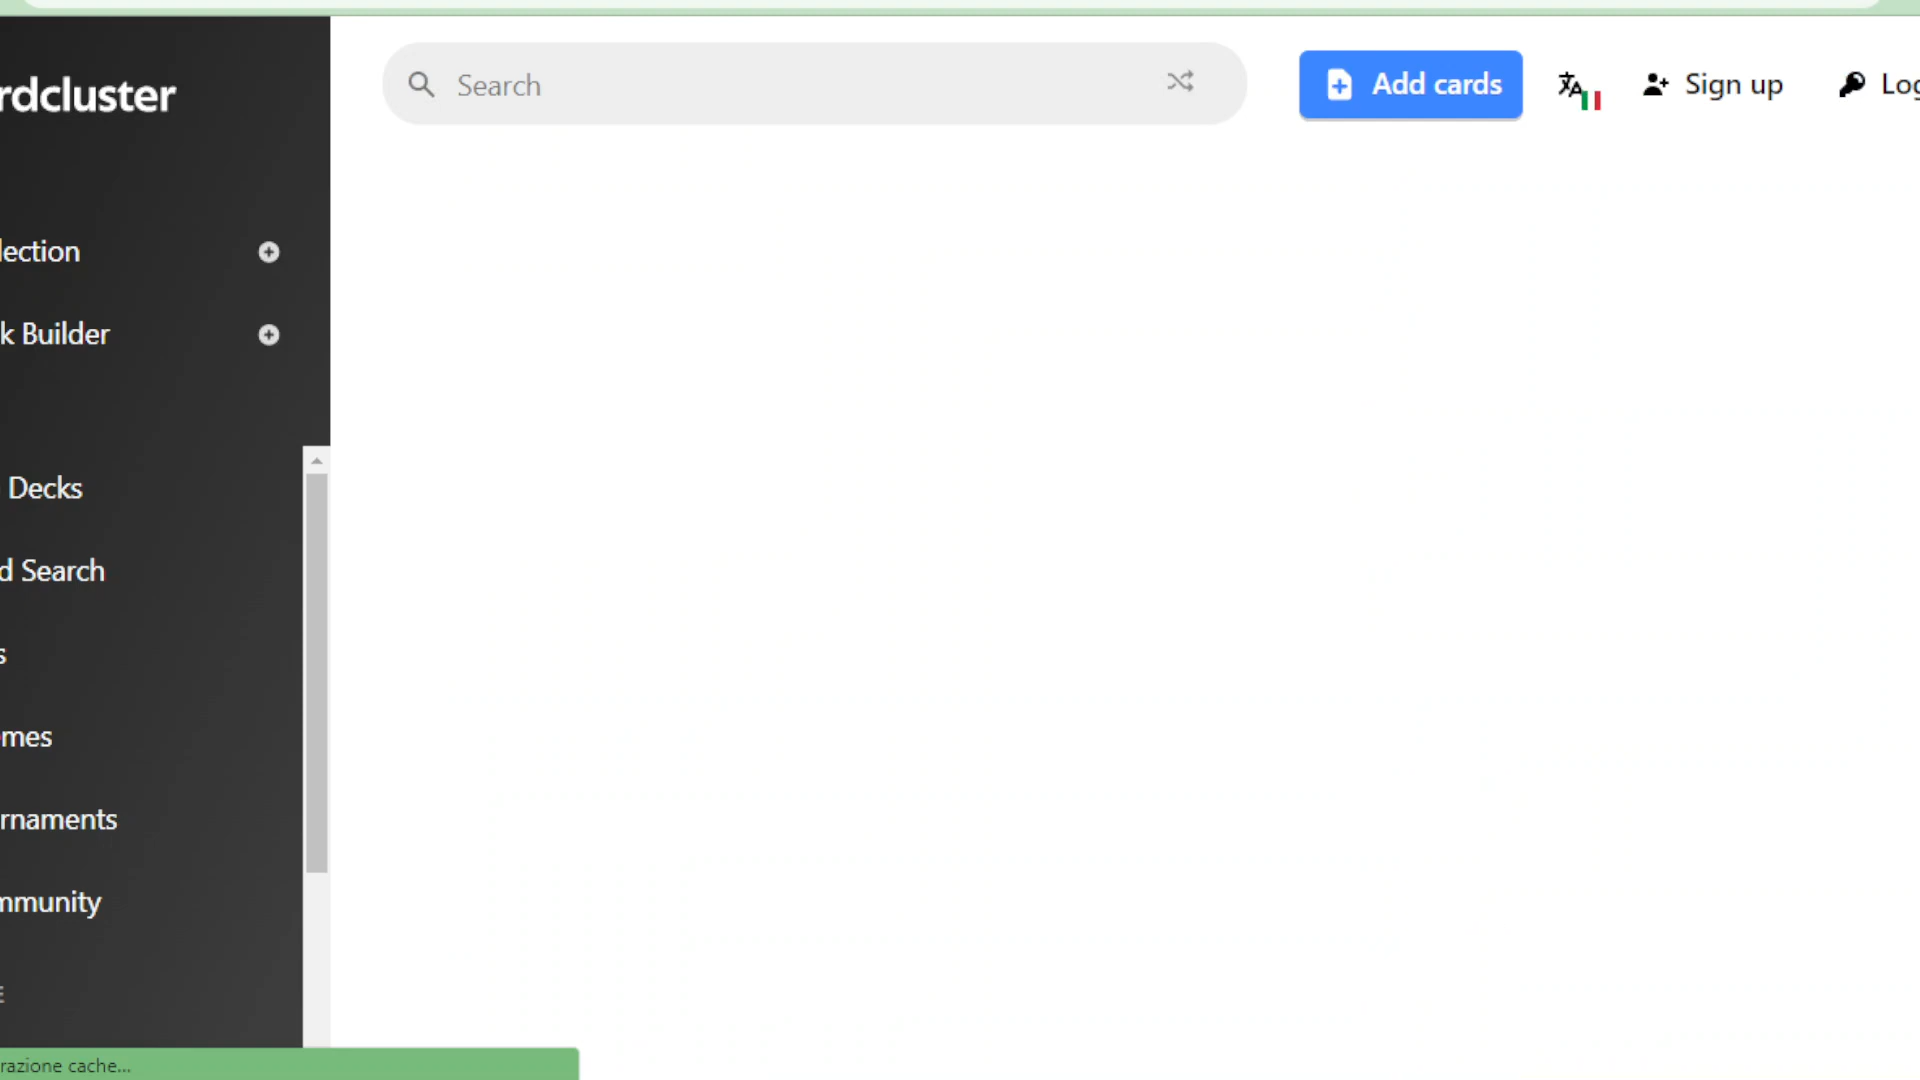 rdcluster
Search
Add cards
Sign up
Log
lection
k Builder
Decks
d Search
s
mes
rnaments
mmunity
E
razione cache...